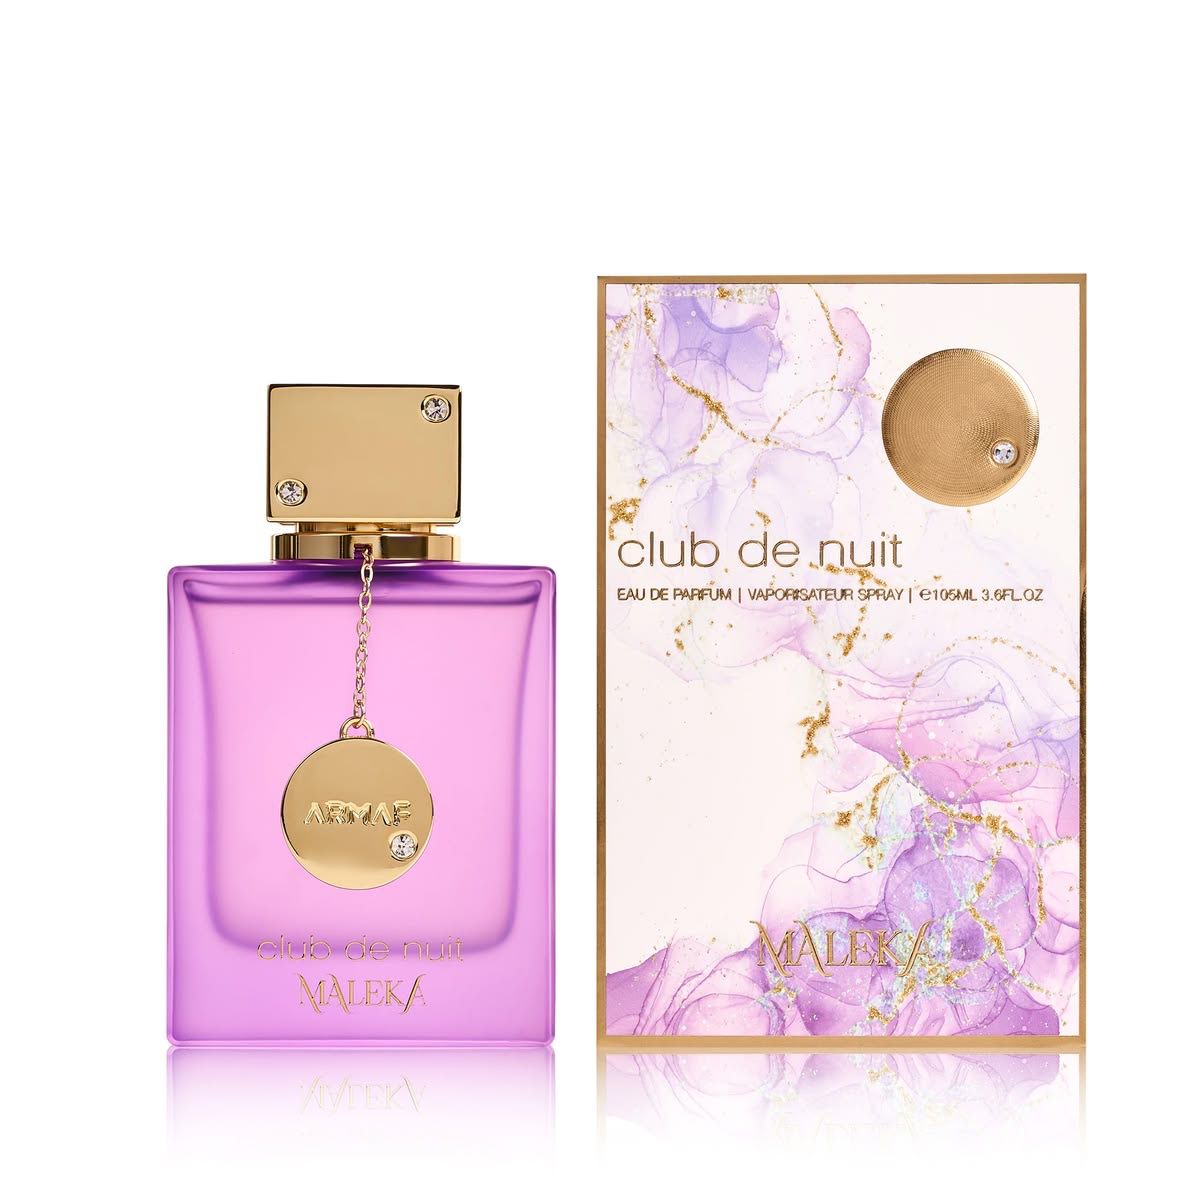 ARMAF
club de nuit
MALEKA
club de nuit
EAU DE PARFUM | VAPORISATEUR SPRAY | ℮105ML 3.6FL.OZ
MALEKA